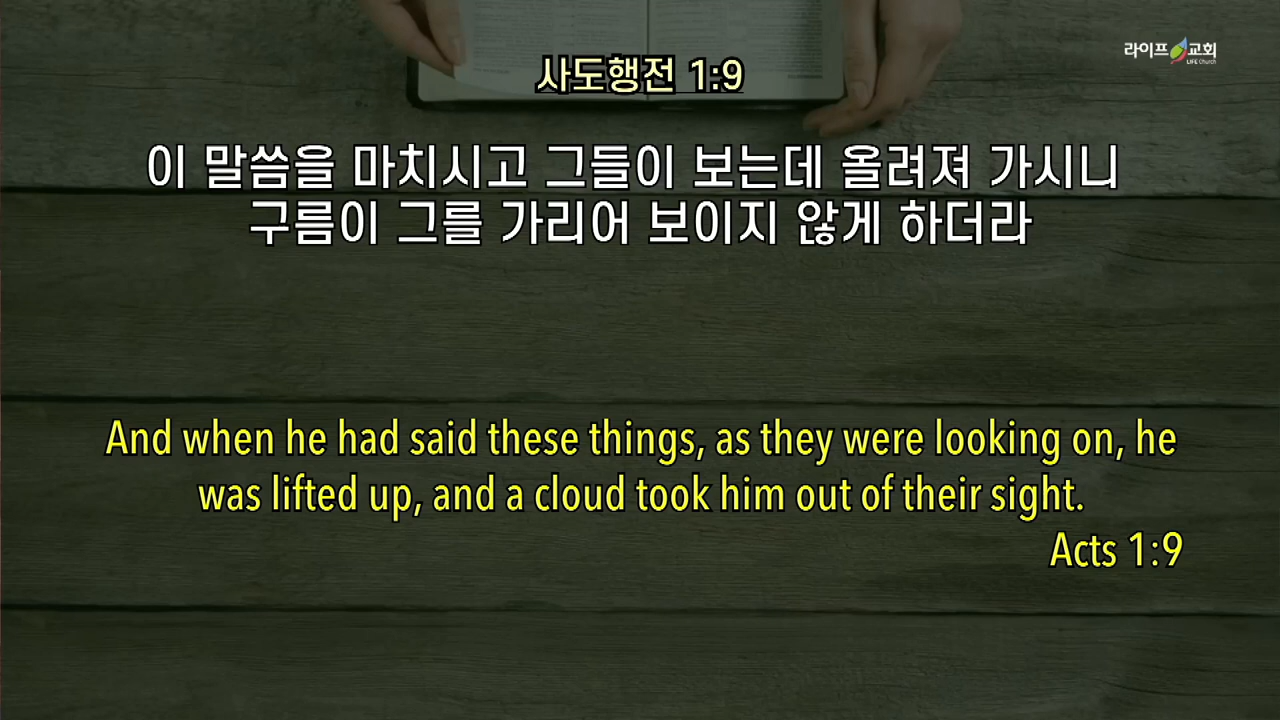 라이프교회
LIFE Church
사도행전 1:9
이 말씀을 마치시고 그들이 보는데 올려져 가시니
구름이 그를 가리어 보이지 않게 하더라
And when he had said these things, as they were looking on, he
was lifted up, and a cloud took him out of their sight.
Acts 1:9